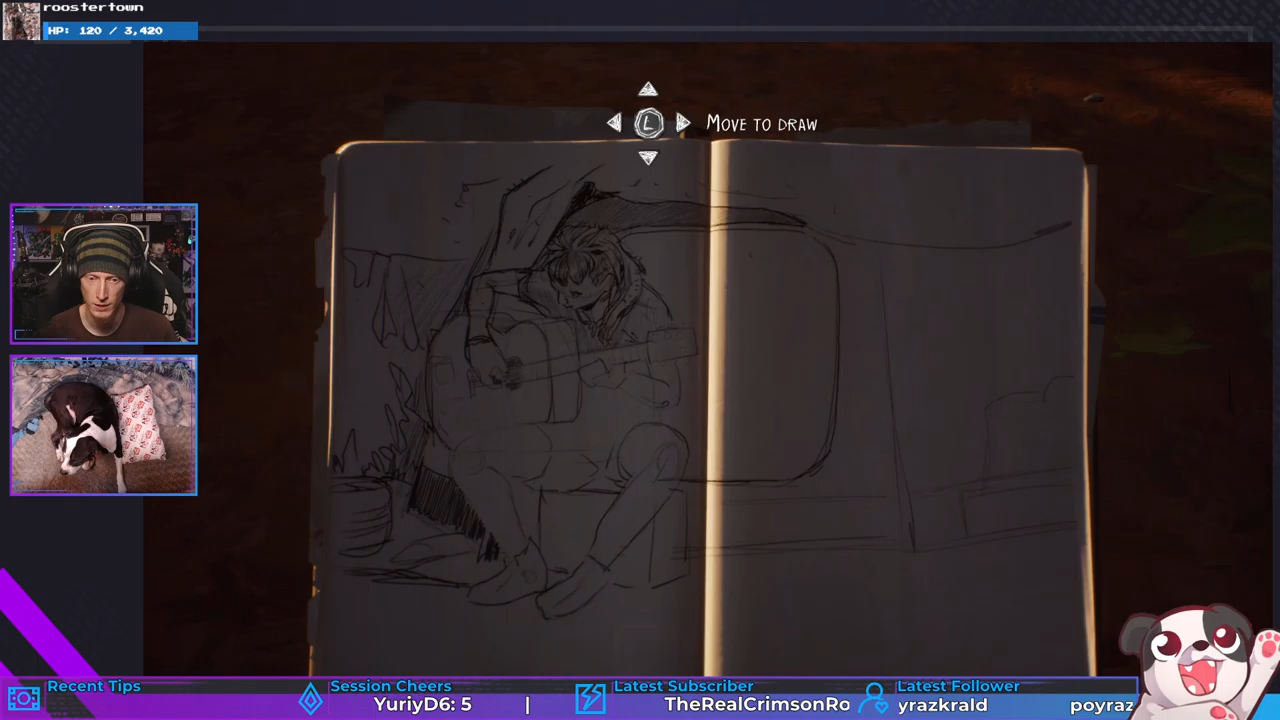 roostertown
HP: 120 / 3,420
L
MOVE TO DRAW
Recent Tips
Session Cheers
YuriyD6: 5
|
Latest Subscriber
TheRealCrimsonRo
Latest Follower
yrazkrald
poyraz